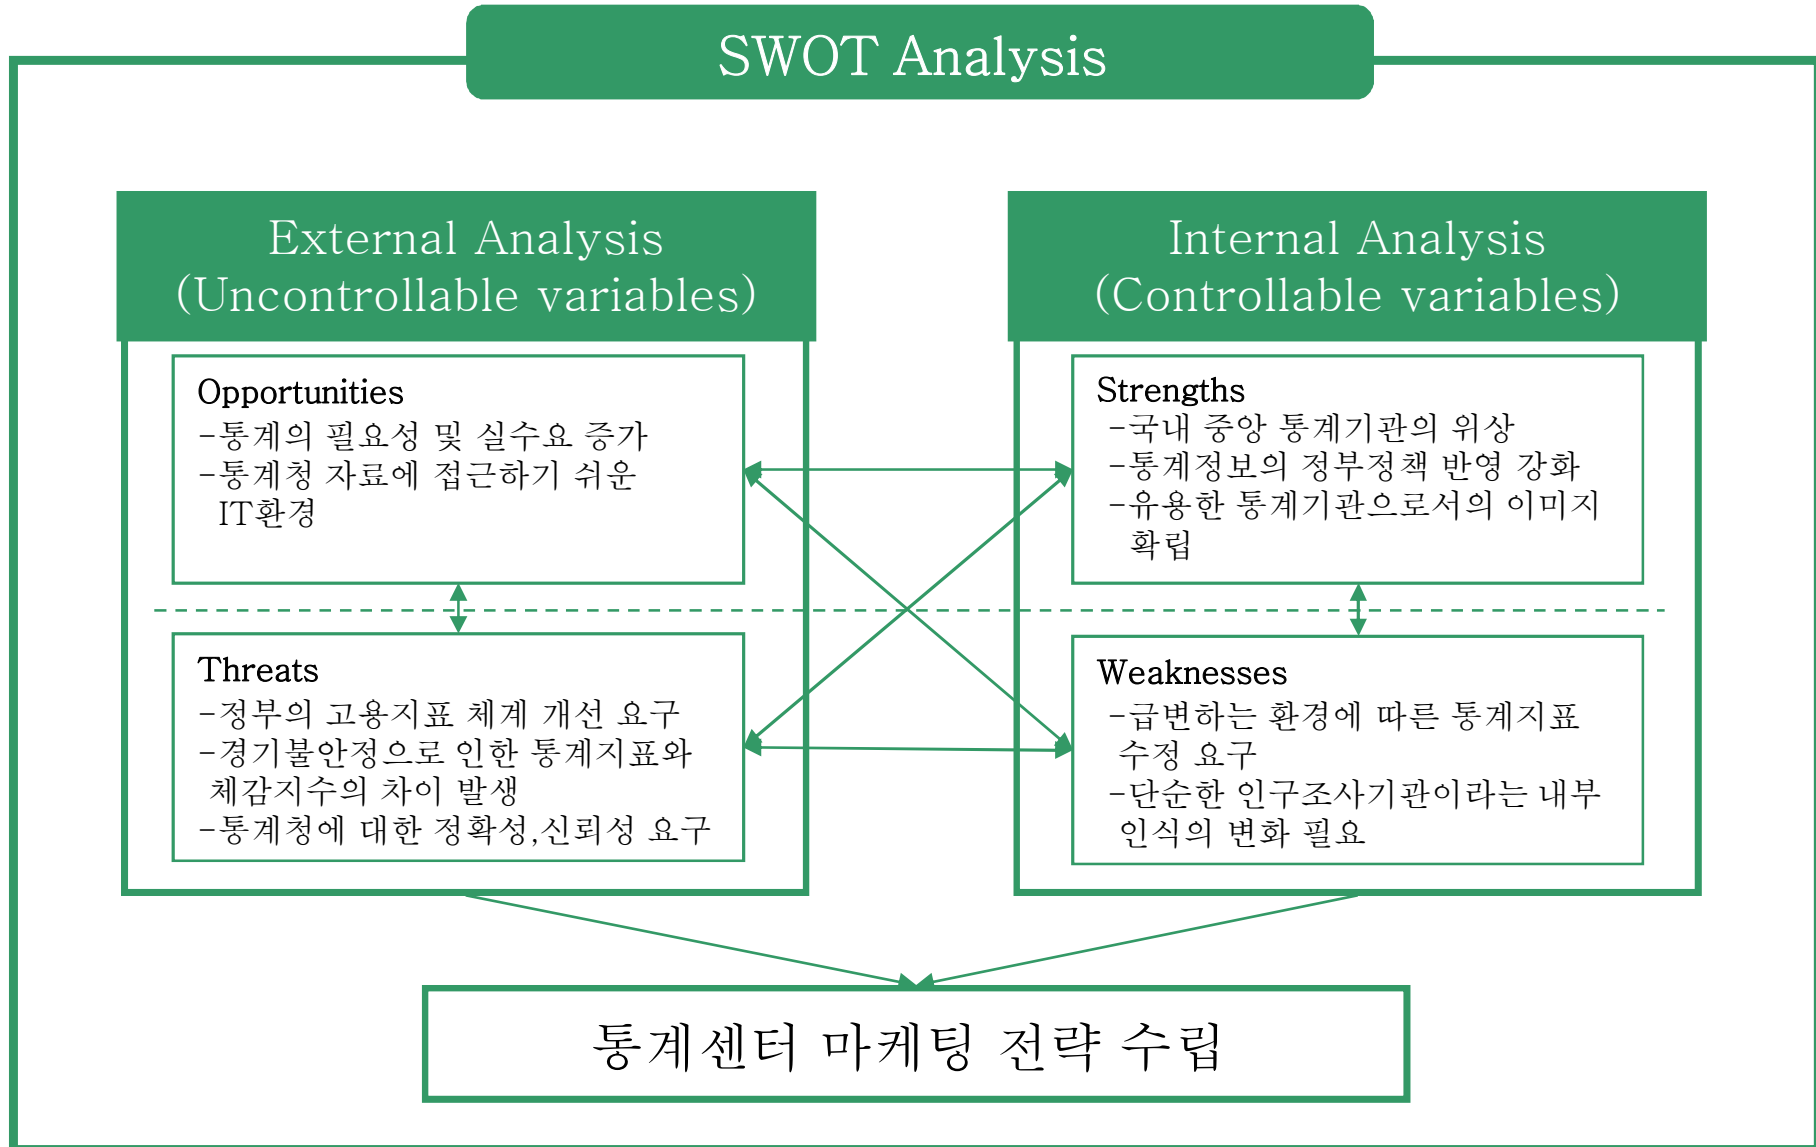 SWOT Analysis
External Analysis
(Uncontrollable variables)
Opportunities
-통계의 필요성 및 실수요 증가
-통계청 자료에 접근하기 쉬운
IT환경
Threats
-정부의 고용지표 체계 개선 요구
-경기불안정으로 인한 통계지표와
체감지수의 차이 발생
-통계청에 대한 정확성,신뢰성 요구
Internal Analysis
(Controllable variables)
Strengths
-국내 중앙 통계기관의 위상
-통계정보의 정부정책 반영 강화
-유용한 통계기관으로서의 이미지
확립
Weaknesses
-급변하는 환경에 따른 통계지표
수정 요구
-단순한 인구조사기관이라는 내부
인식의 변화 필요
통계센터 마케팅 전략 수립